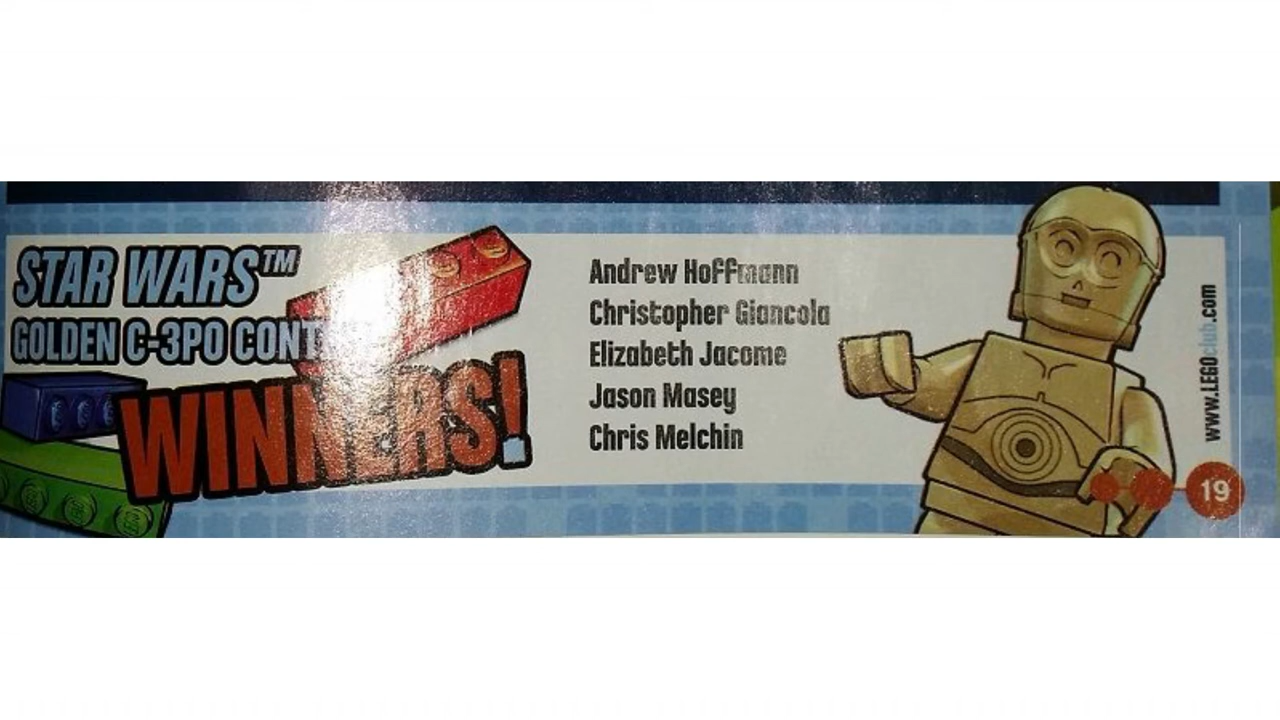 STAR WARS™
GOLDEN C-3PO
WINNERS!
Andrew Hoffmann
Christopher Giancola
Elizabeth Jacome
Jason Masey
Chris Melchin
www.LEGOclub.com
19